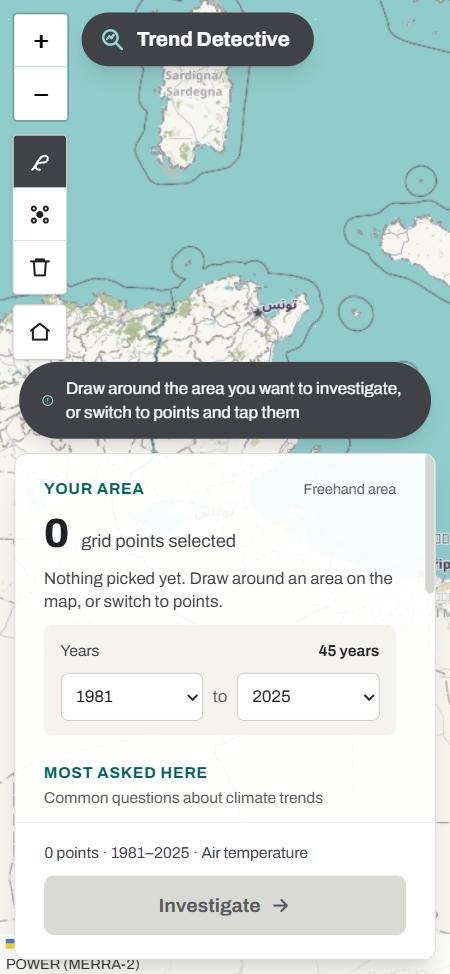 +
Trend Detective
−
Sardigna/
Sardegna
تونس
Draw around the area you want to investigate,
or switch to points and tap them
YOUR AREA
Freehand area
0 grid points selected
Nothing picked yet. Draw around an area on the
map, or switch to points.
Years
45 years
1981
to
2025
MOST ASKED HERE
Common questions about climate trends
0 points · 1981–2025 · Air temperature
Investigate →
POWER (MERRA-2)